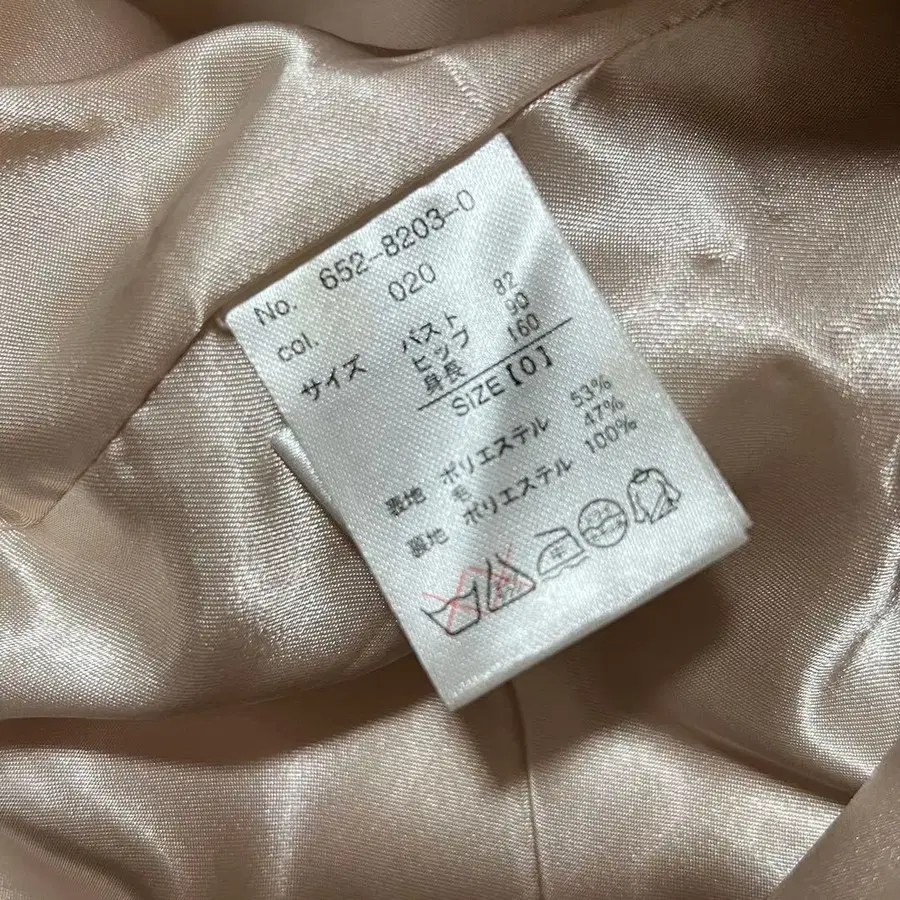 No. 652-8203-0
col. 020
サイズ バスト 82
ヒップ 90
身長 160
SIZE【0】
表地 ポリエステル 53%
毛 47%
裏地 ポリエステル 100%